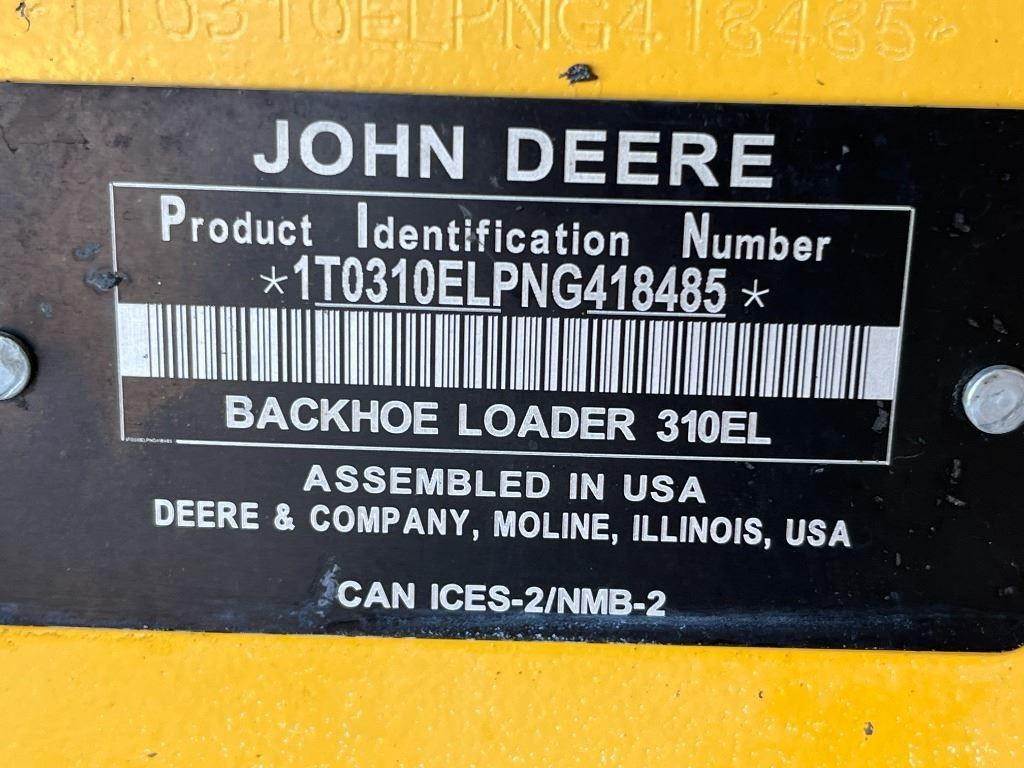 1T0310ELPNG418485*
JOHN DEERE
Product Identification Number
*1T0310ELPNG418485*
BACKHOE LOADER 310EL
ASSEMBLED IN USA
DEERE & COMPANY, MOLINE, ILLINOIS, USA
CAN ICES-2/NMB-2